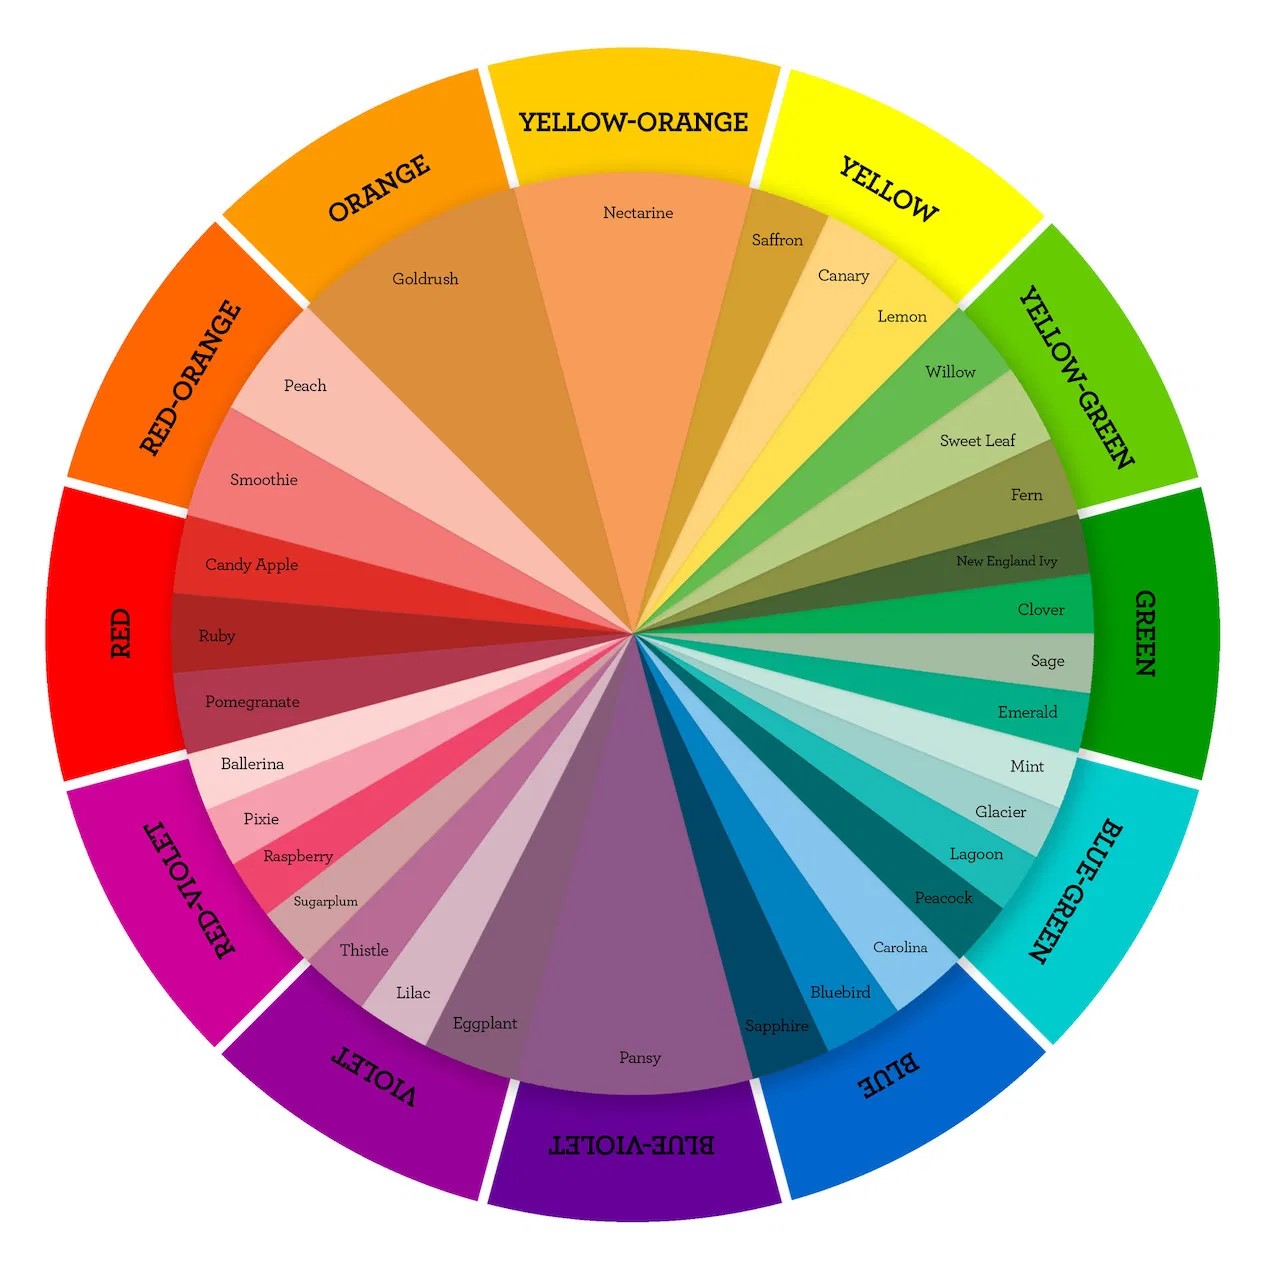 YELLOW-ORANGE
YELLOW
YELLOW-GREEN
GREEN
BLUE-GREEN
BLUE
BLUE-VIOLET
VIOLET
RED-VIOLET
RED
RED-ORANGE
ORANGE
Nectarine
Saffron
Canary
Lemon
Willow
Sweet Leaf
Fern
New England Ivy
Clover
Sage
Emerald
Mint
Glacier
Lagoon
Peacock
Carolina
Bluebird
Sapphire
Pansy
Eggplant
Lilac
Thistle
Sugarplum
Raspberry
Pixie
Ballerina
Pomegranate
Ruby
Candy Apple
Smoothie
Peach
Goldrush